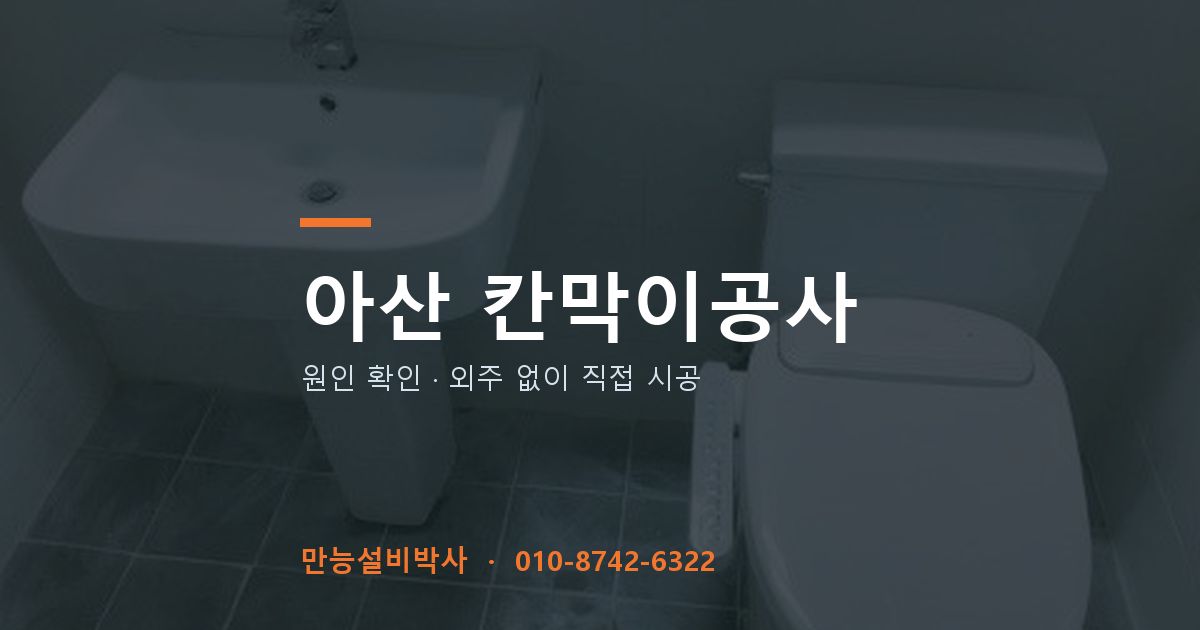 아산 칸막이공사
원인 확인 · 외주 없이 직접 시공
만능설비박사 · 010-8742-6322